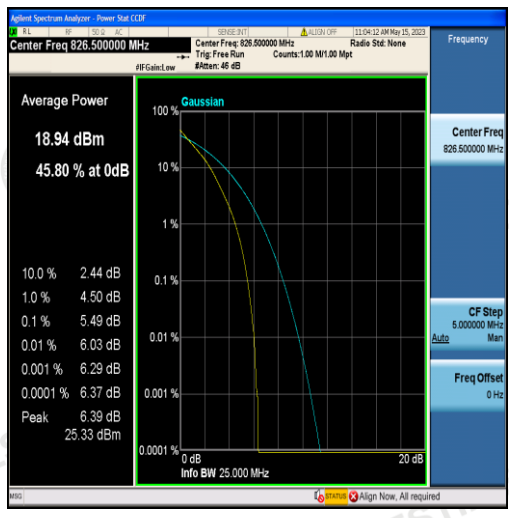 Agilent Spectrum Analyzer - Power Stat CCDF
RL RF 50 Ω AC SENSE:INT ALIGN OFF 11:04:12 AM May 15, 2023
Center Freq 826.500000 MHz
Center Freq: 826.500000 MHz Radio Std: None
Trig: Free Run Counts:1.00 M/1.00 Mpt
#IFGain:Low #Atten: 46 dB
Frequency
Average Power
18.94 dBm
45.80 % at 0dB
10.0 % 2.44 dB
1.0 % 4.50 dB
0.1 % 5.49 dB
0.01 % 6.03 dB
0.001 % 6.29 dB
0.0001 % 6.37 dB
Peak 6.39 dB
25.33 dBm
Gaussian
100 %
10 %
1 %
0.1 %
0.01 %
0.001 %
0.0001 %
0 dB 20 dB
Info BW 25.000 MHz
Center Freq
826.500000 MHz
CF Step
5.000000 MHz
Auto Man
Freq Offset
0 Hz
MSG STATUS Align Now, All required